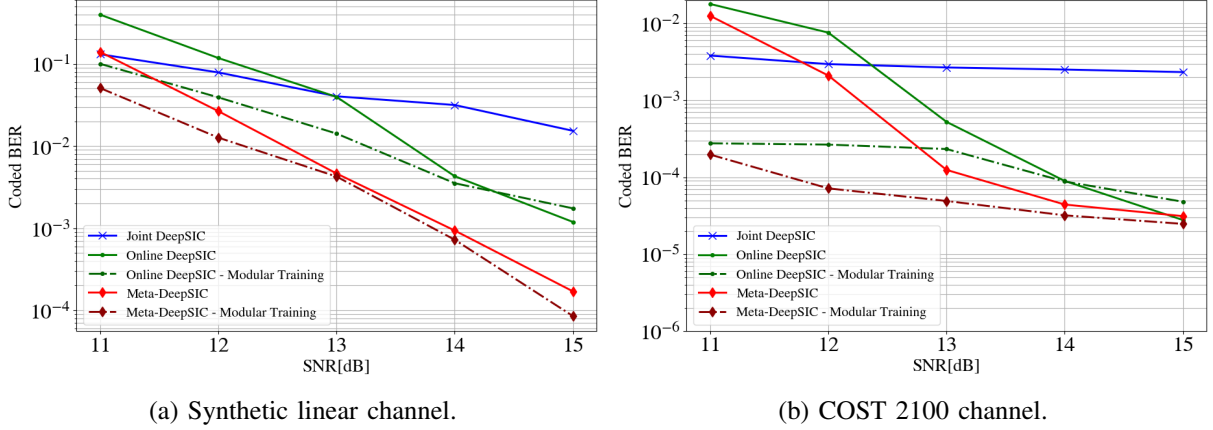 10⁻¹
10⁻²
10⁻³
10⁻⁴
Coded BER
Joint DeepSIC
Online DeepSIC
Online DeepSIC - Modular Training
Meta-DeepSIC
Meta-DeepSIC - Modular Training
11 12 13 14 15
SNR[dB]
(a) Synthetic linear channel.
10⁻²
10⁻³
10⁻⁴
10⁻⁵
10⁻⁶
Coded BER
Joint DeepSIC
Online DeepSIC
Online DeepSIC - Modular Training
Meta-DeepSIC
Meta-DeepSIC - Modular Training
11 12 13 14 15
SNR[dB]
(b) COST 2100 channel.